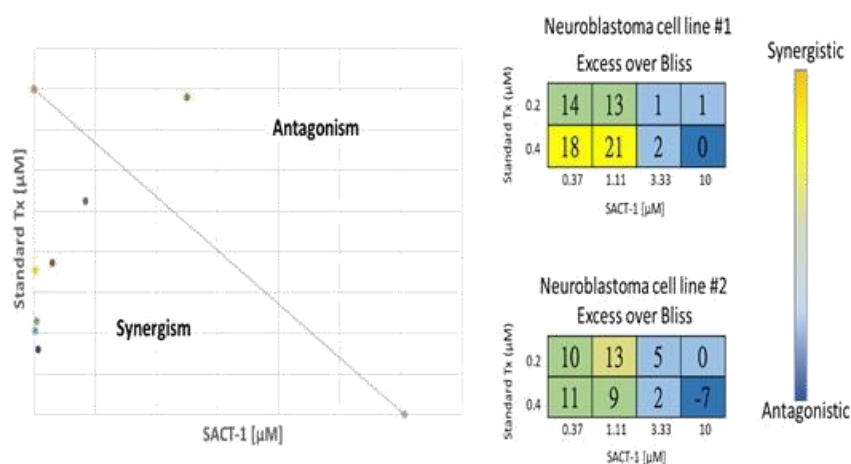 Antagonism
Synergism
Standard Tx [µM]
SACT-1 [µM]
Neuroblastoma cell line #1
Excess over Bliss
Standard Tx (µM)
0.2 14 13 1 1
0.4 18 21 2 0
0.37 1.11 3.33 10
SACT-1 [µM]
Neuroblastoma cell line #2
Excess over Bliss
Standard Tx (µM)
0.2 10 13 5 0
0.4 11 9 2 -7
0.37 1.11 3.33 10
SACT-1 [µM]
Synergistic
Antagonistic